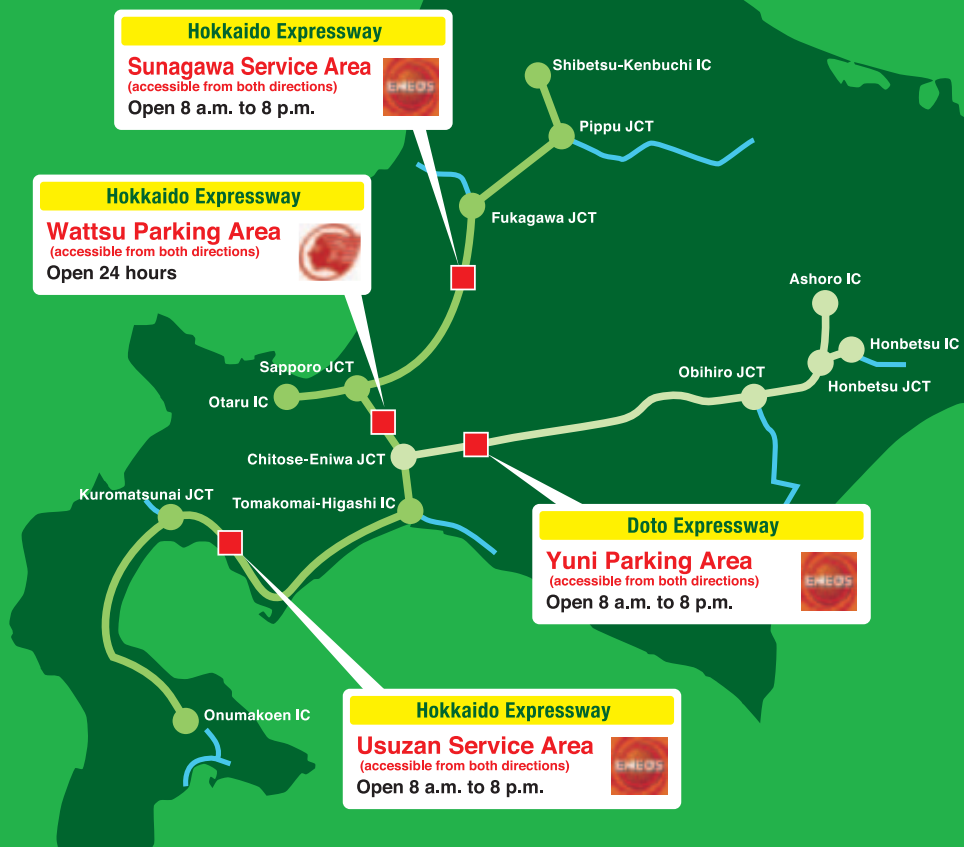 Hokkaido Expressway
Sunagawa Service Area
(accessible from both directions)
Open 8 a.m. to 8 p.m.
ENEOS
Shibetsu-Kenbuchi IC
Pippu JCT
Hokkaido Expressway
Wattsu Parking Area
(accessible from both directions)
Open 24 hours
Fukagawa JCT
Ashoro IC
Honbetsu IC
Sapporo JCT
Obihiro JCT
Honbetsu JCT
Otaru IC
Chitose-Eniwa JCT
Kuromatsunai JCT
Tomakomai-Higashi IC
Doto Expressway
Yuni Parking Area
(accessible from both directions)
Open 8 a.m. to 8 p.m.
ENEOS
Onumakoen IC
Hokkaido Expressway
Usuzan Service Area
(accessible from both directions)
Open 8 a.m. to 8 p.m.
ENEOS